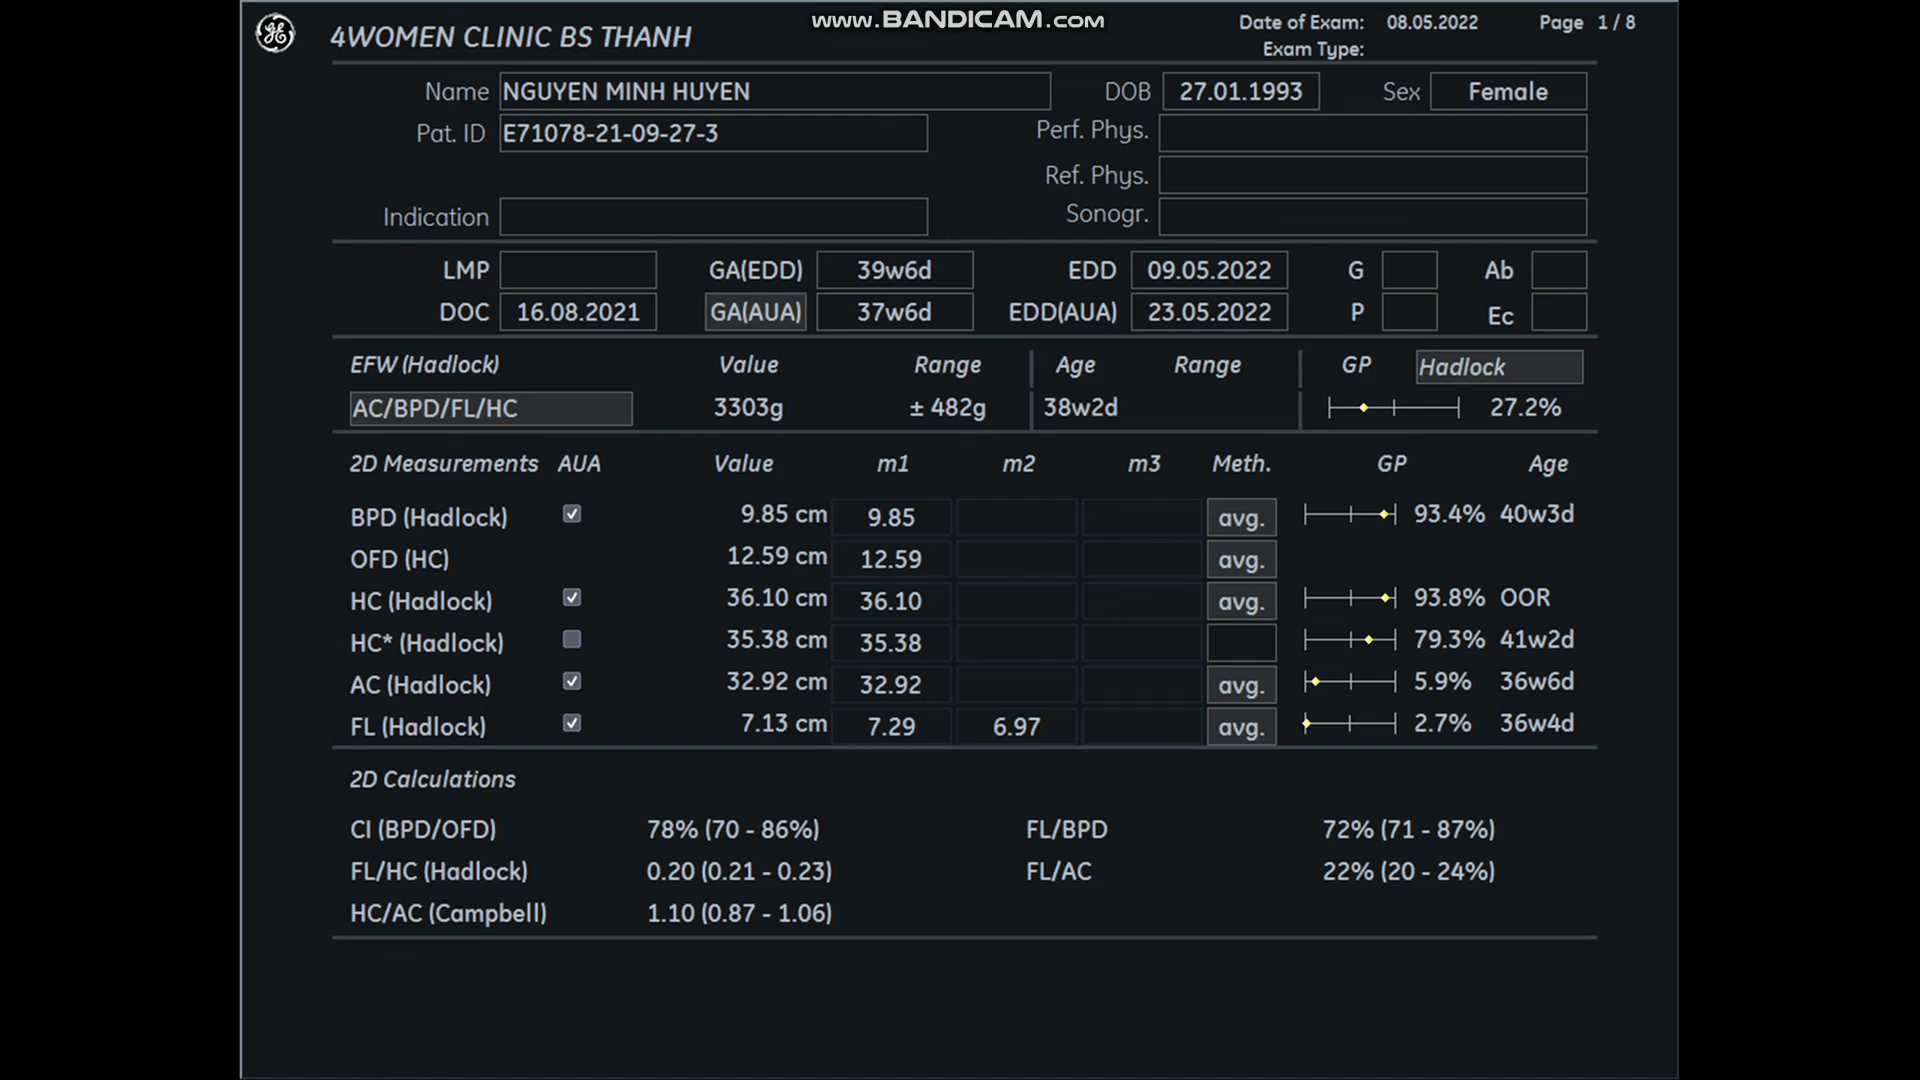 www.BANDICAM.com
4WOMEN CLINIC BS THANH
Date of Exam: 08.05.2022 Page 1 / 8
Exam Type:
Name NGUYEN MINH HUYEN DOB 27.01.1993 Sex Female
Pat. ID E71078-21-09-27-3 Perf. Phys.
Ref. Phys.
Indication Sonogr.
LMP GA(EDD) 39w6d EDD 09.05.2022 G Ab
DOC 16.08.2021 GA(AUA) 37w6d EDD(AUA) 23.05.2022 P Ec
EFW (Hadlock) Value Range Age Range GP Hadlock
AC/BPD/FL/HC 3303g ± 482g 38w2d 27.2%
2D Measurements AUA Value m1 m2 m3 Meth. GP Age
BPD (Hadlock) 9.85 cm 9.85 avg. 93.4% 40w3d
OFD (HC) 12.59 cm 12.59 avg.
HC (Hadlock) 36.10 cm 36.10 avg. 93.8% OOR
HC* (Hadlock) 35.38 cm 35.38 79.3% 41w2d
AC (Hadlock) 32.92 cm 32.92 avg. 5.9% 36w6d
FL (Hadlock) 7.13 cm 7.29 6.97 avg. 2.7% 36w4d
2D Calculations
CI (BPD/OFD) 78% (70 - 86%) FL/BPD 72% (71 - 87%)
FL/HC (Hadlock) 0.20 (0.21 - 0.23) FL/AC 22% (20 - 24%)
HC/AC (Campbell) 1.10 (0.87 - 1.06)